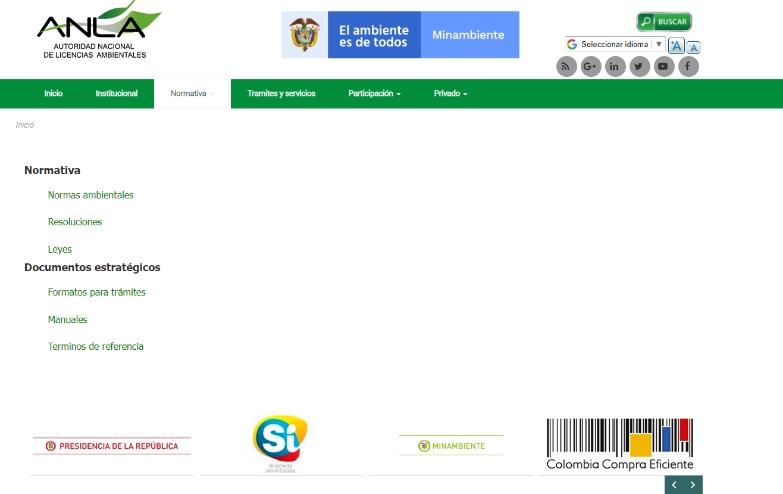 ANLA
AUTORIDAD NACIONAL
DE LICENCIAS AMBIENTALES
El ambiente
es de todos
Minambiente
BUSCAR
G Seleccionar idioma ▼ A A
G+ in f
Inicio Institucional Normativa Tramites y servicios Participación Privado
Inicio
Normativa
Normas ambientales
Resoluciones
Leyes
Documentos estratégicos
Formatos para trámites
Manuales
Terminos de referencia
PRESIDENCIA DE LA REPÚBLICA
Si
Te conecta
con el Estado
MINAMBIENTE
Colombia Compra Eficiente